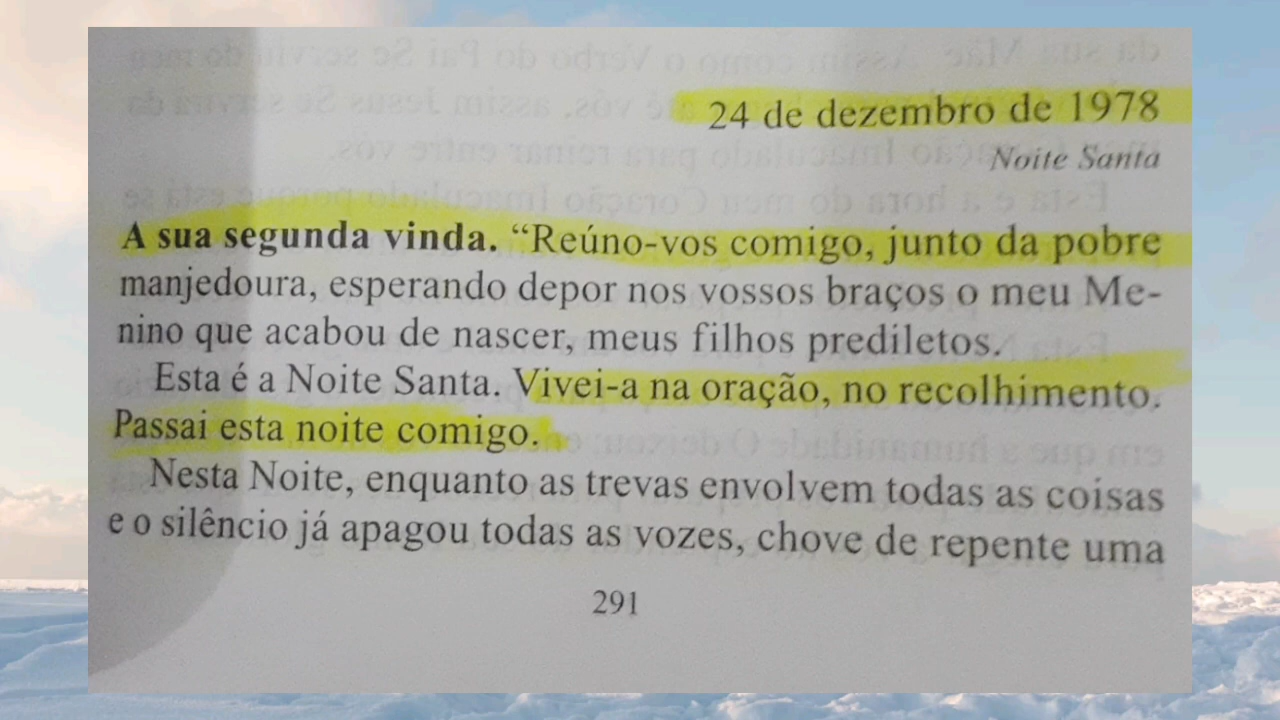 24 de dezembro de 1978
Noite Santa
A sua segunda vinda. “Reúno-vos comigo, junto da pobre
manjedoura, esperando depor nos vossos braços o meu Me-
nino que acabou de nascer, meus filhos prediletos.
Esta é a Noite Santa. Vivei-a na oração, no recolhimento.
Passai esta noite comigo.
Nesta Noite, enquanto as trevas envolvem todas as coisas
e o silêncio já apagou todas as vozes, chove de repente uma
291